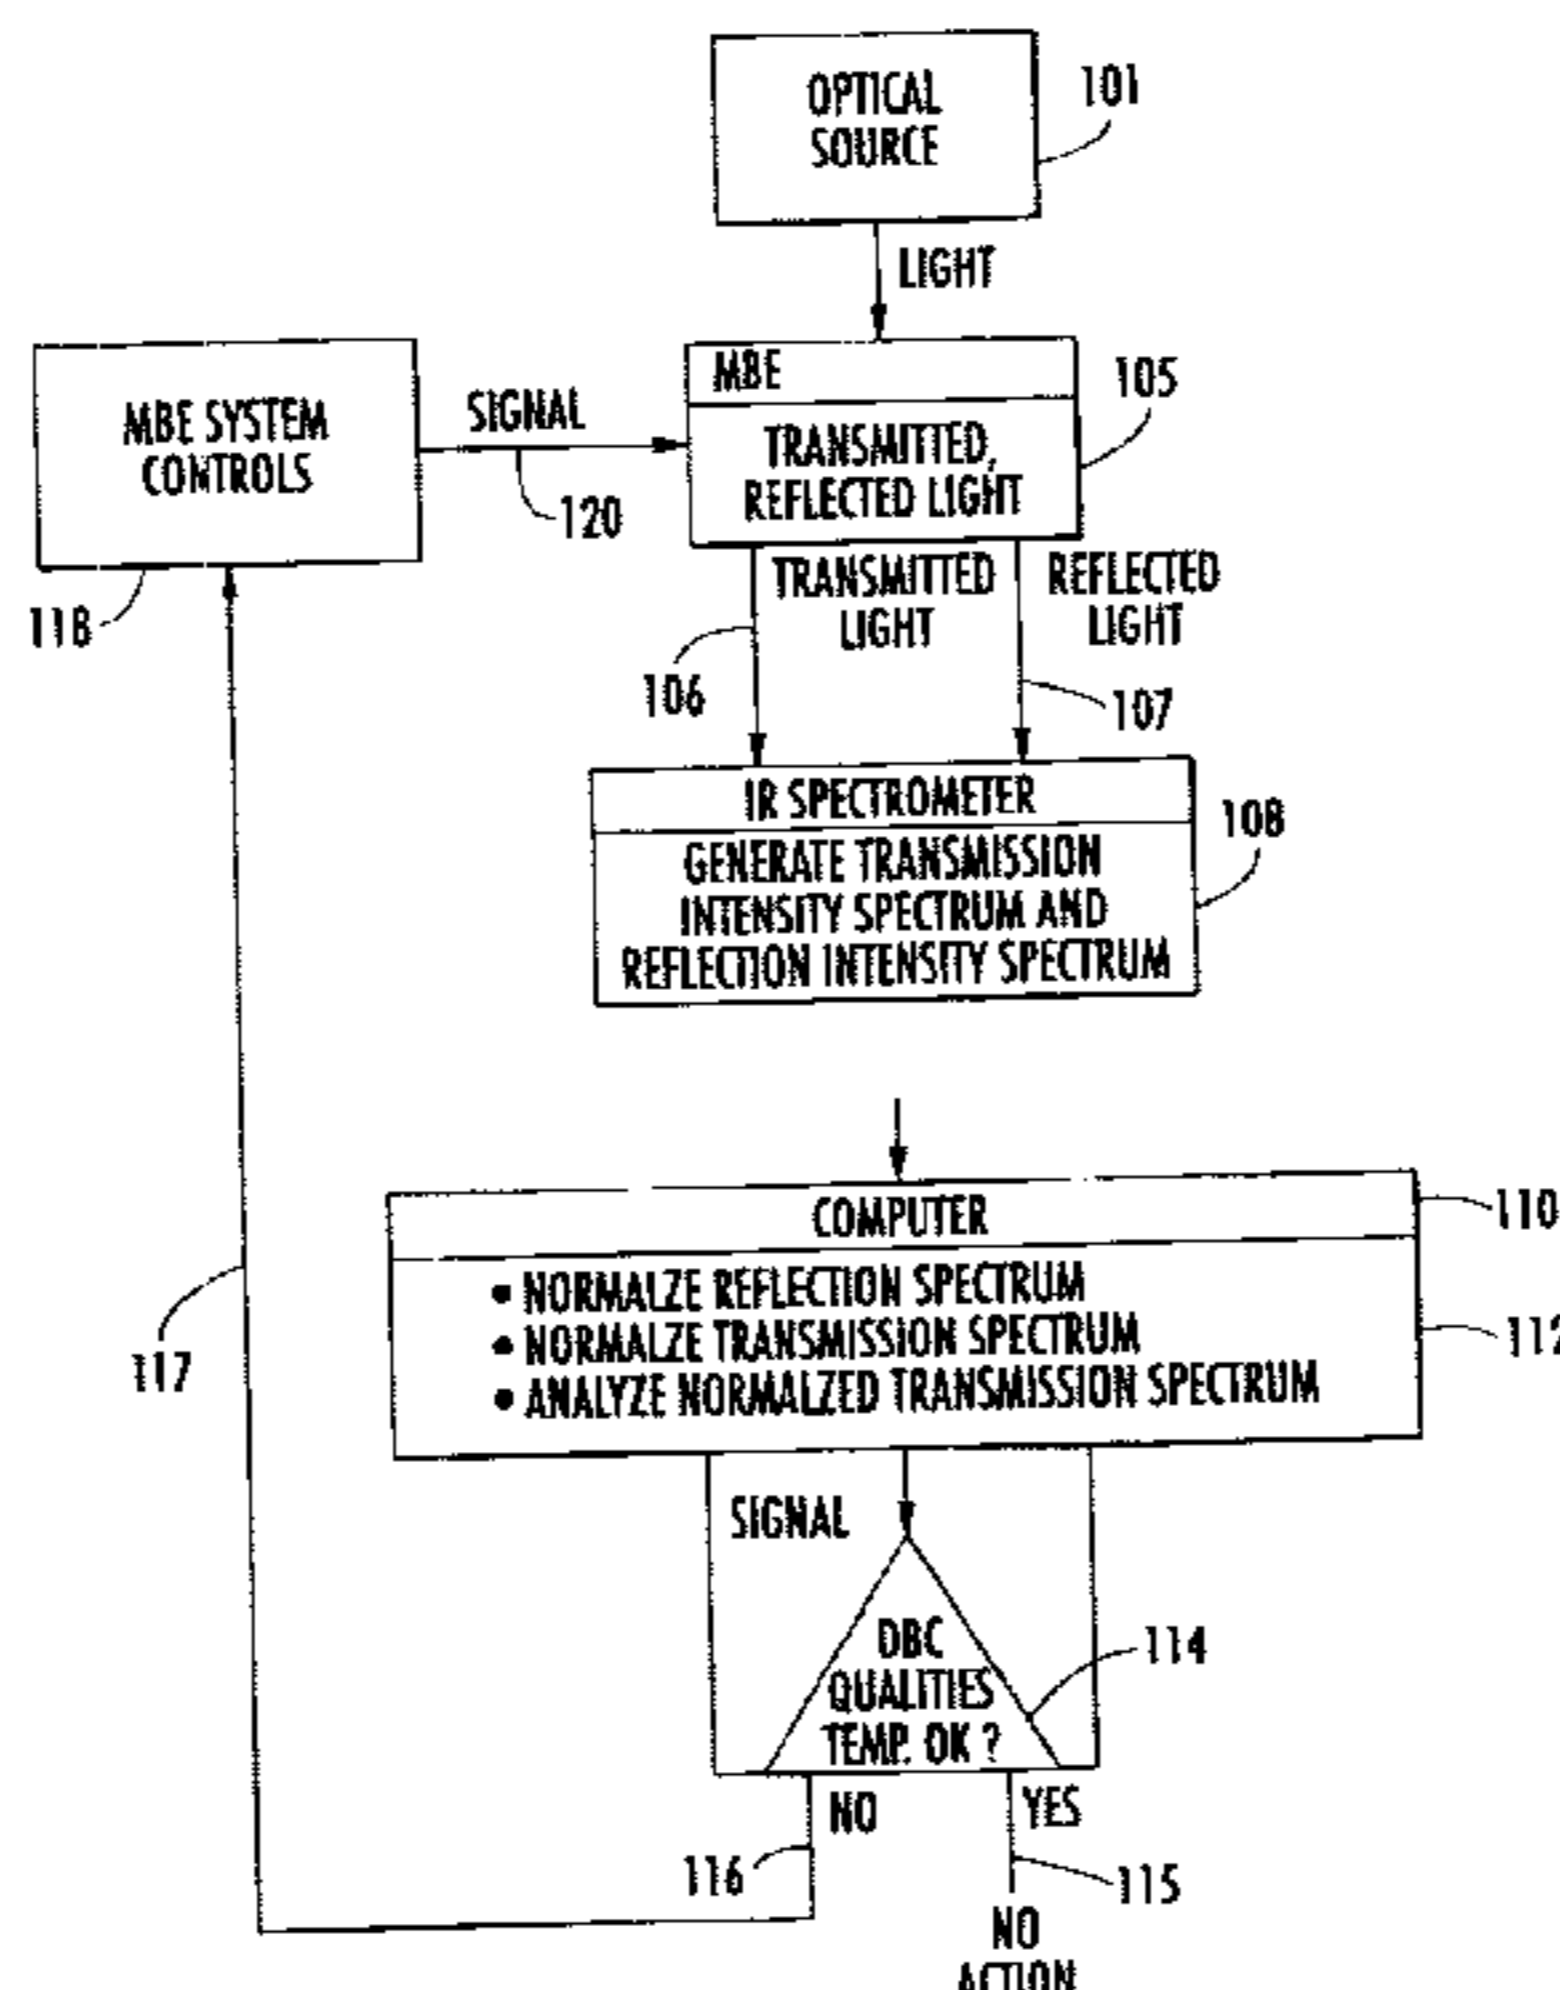 OPTICAL
SOURCE
101
LIGHT
MBE SYSTEM
CONTROLS
118
SIGNAL
120
MBE
105
TRANSMITTED,
REFLECTED LIGHT
TRANSMITTED
LIGHT
REFLECTED
LIGHT
106
107
IR SPECTROMETER
108
GENERATE TRANSMISSION
INTENSITY SPECTRUM AND
REFLECTION INTENSITY SPECTRUM
COMPUTER
110
• NORMALZE REFLECTION SPECTRUM
• NORMALZE TRANSMISSION SPECTRUM
• ANALYZE NORMALZED TRANSMISSION SPECTRUM
112
117
SIGNAL
DBC
QUALITIES
TEMP. OK ?
114
NO
YES
116
115
NO
ACTION